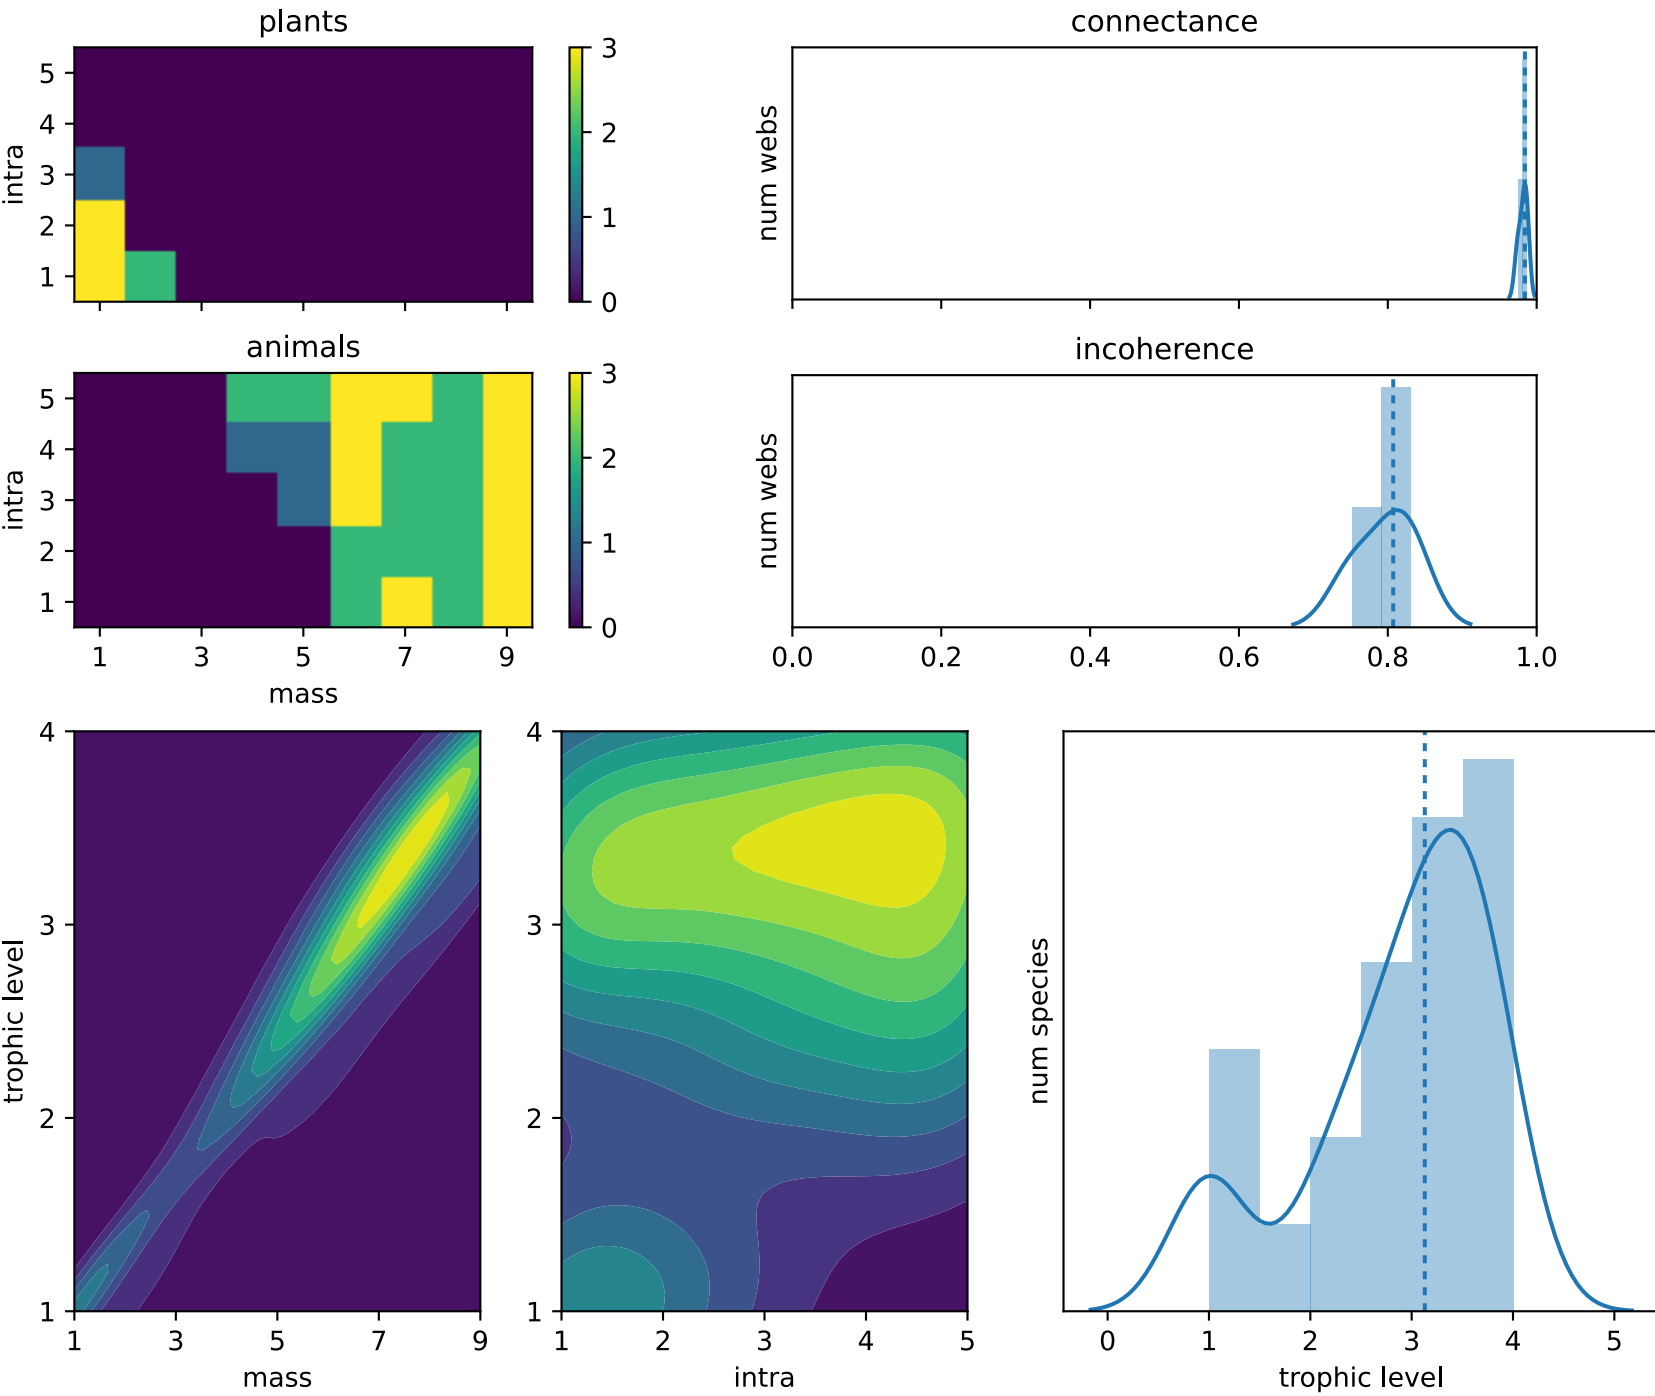 plants
intra
5
4
3
2
1
3
2
1
0
connectance
num webs
animals
intra
5
4
3
2
1
1 3 5 7 9
mass
3
2
1
0
incoherence
num webs
0.0 0.2 0.4 0.6 0.8 1.0
trophic level
4
3
2
1
1 3 5 7 9
mass
4
3
2
1
1 2 3 4 5
intra
num species
0 1 2 3 4 5
trophic level